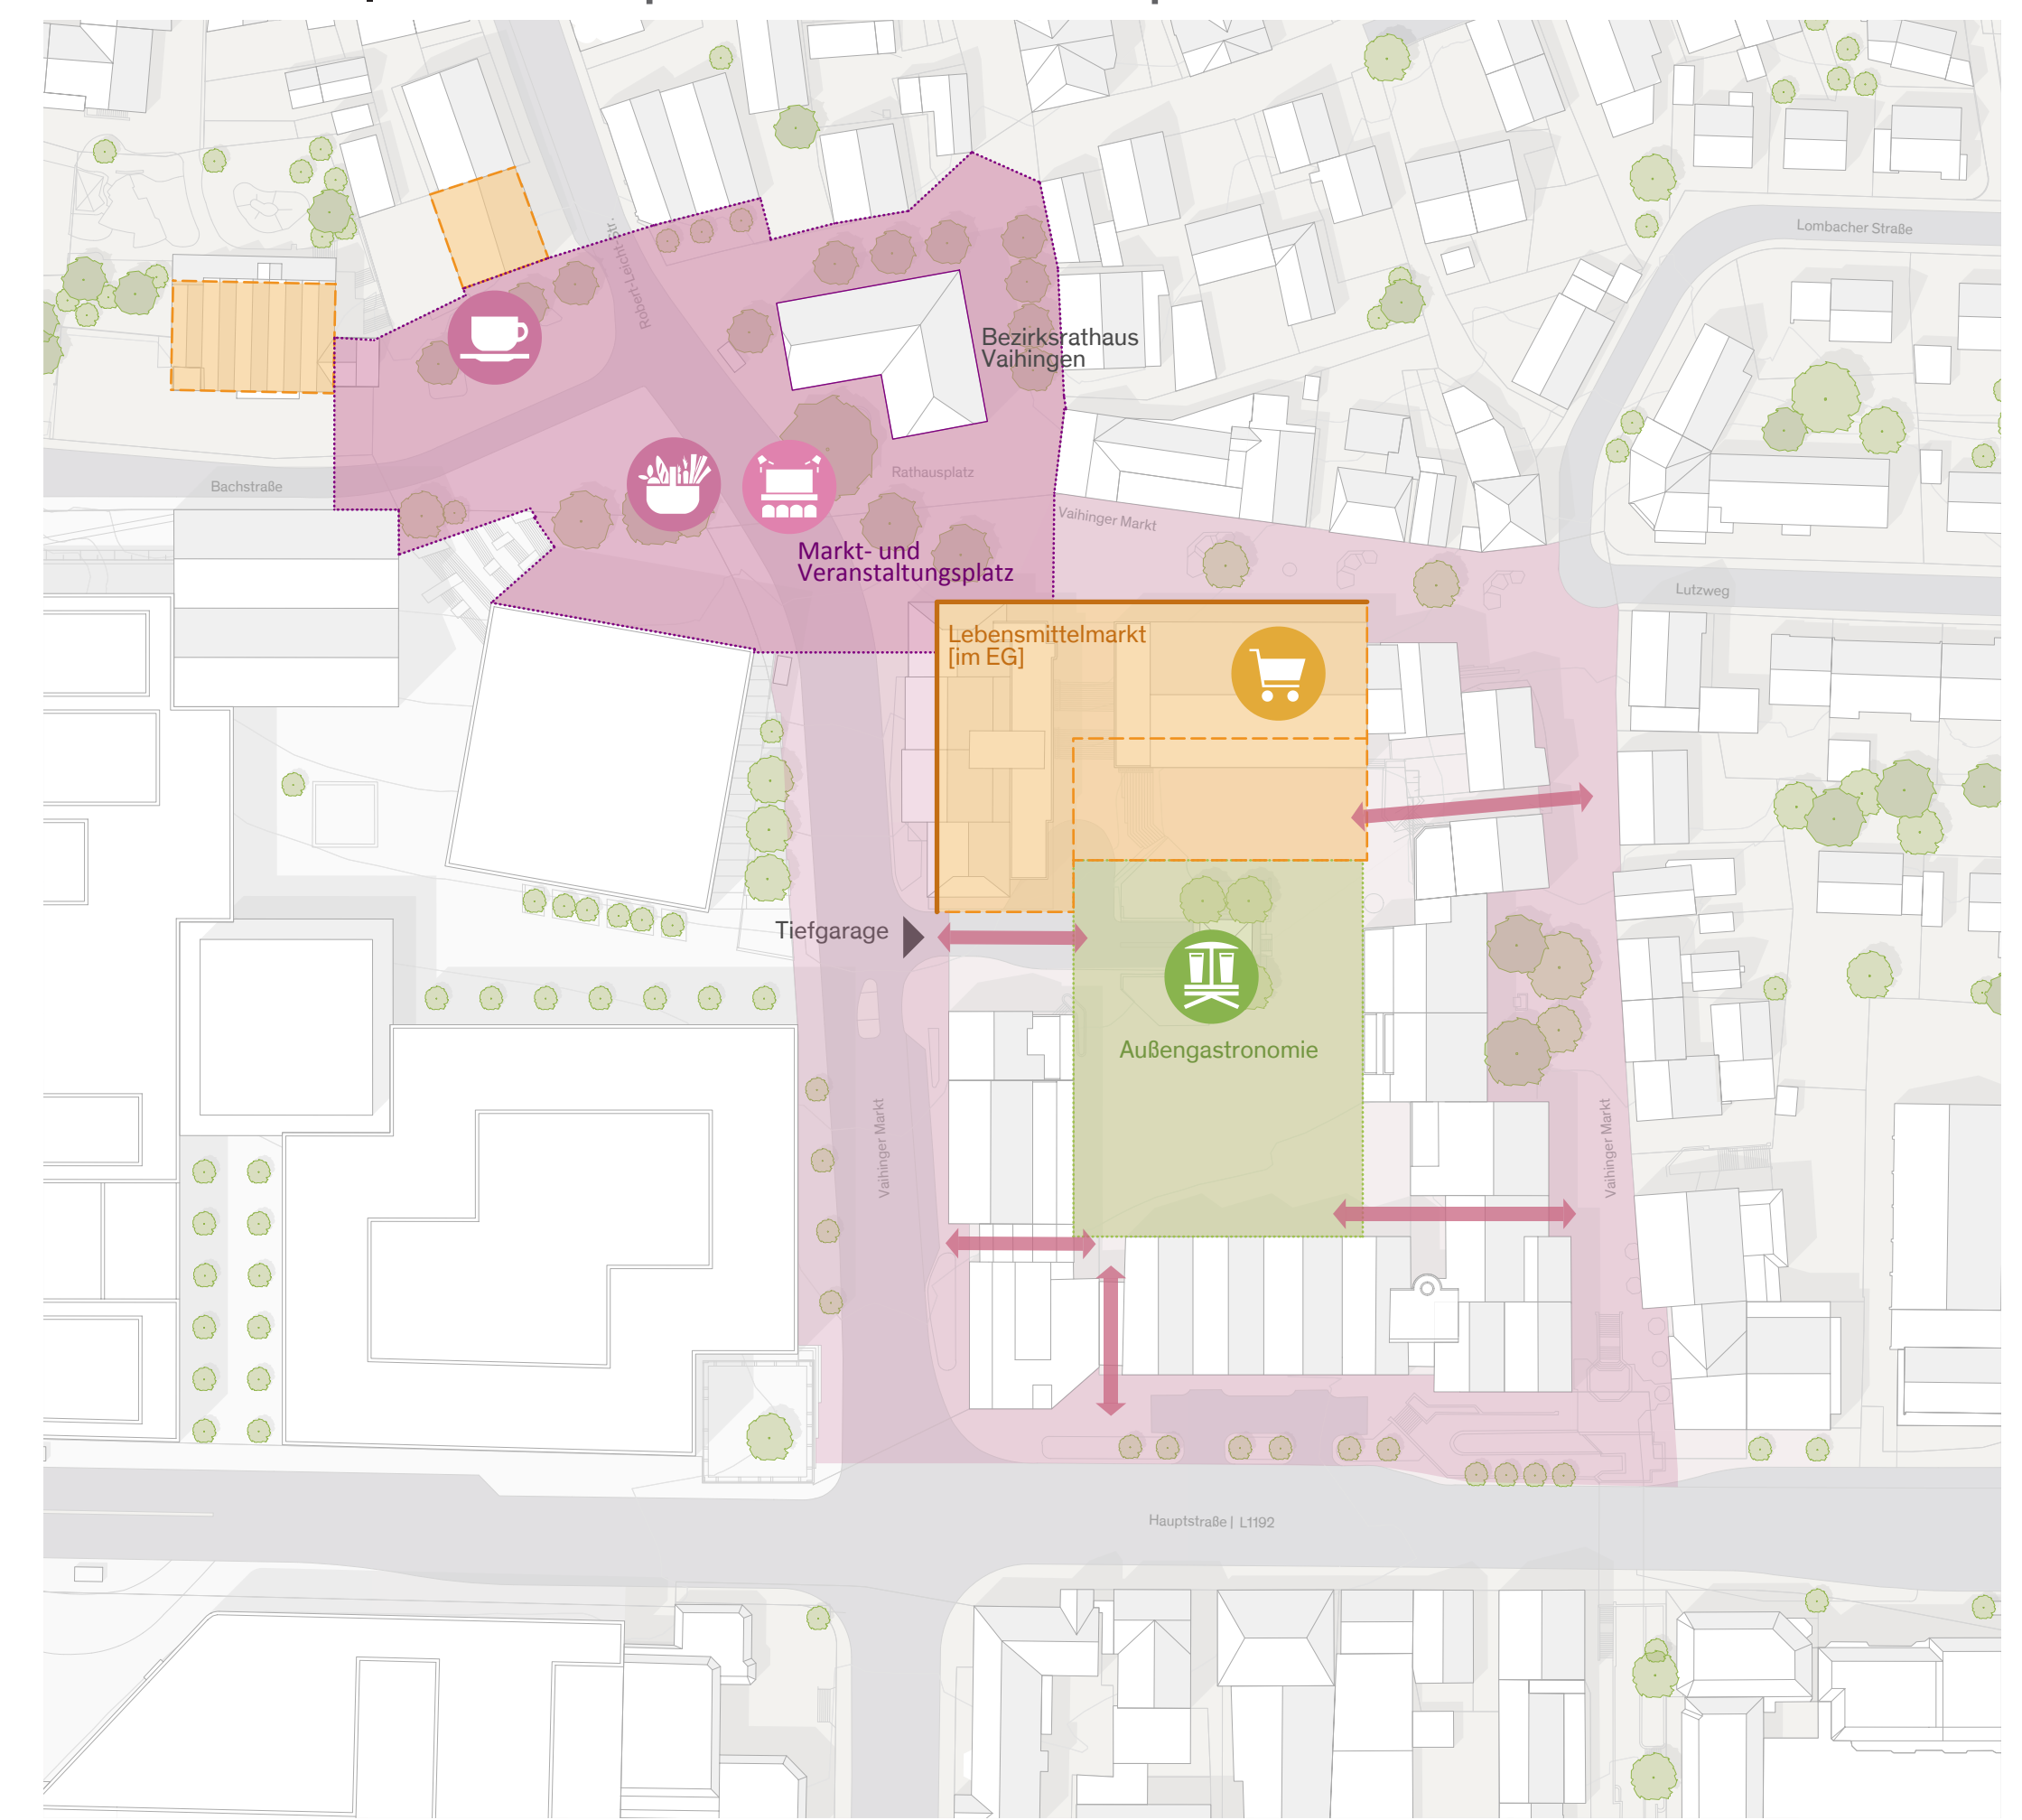 Lombacher Straße
Robert-Leicht-Str.
Bezirksrathaus
Vaihingen
Rathausplatz
Bachstraße
Vaihinger Markt
Markt- und
Veranstaltungsplatz
Lutzweg
Lebensmittelmarkt
[im EG]
Tiefgarage
Außengastronomie
Vaihinger Markt
Vaihinger Markt
Hauptstraße | L1192